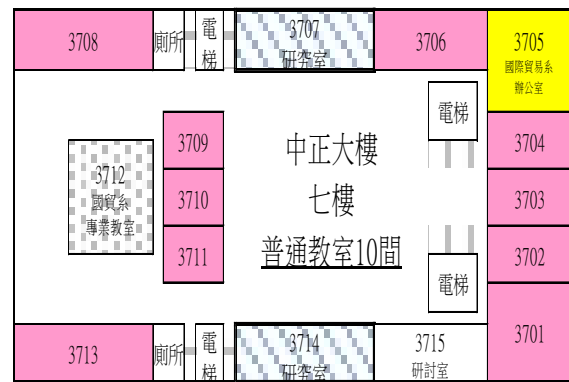 3708
廁所
電梯
3707
研究室
3706
3705
國際貿易系
辦公室
電梯
3704
3709
中正大樓
3712
國貿系
專業教室
3710
七樓
3703
3711
普通教室10間
3702
電梯
3701
3713
廁所
電梯
3714
研究室
3715
研討室